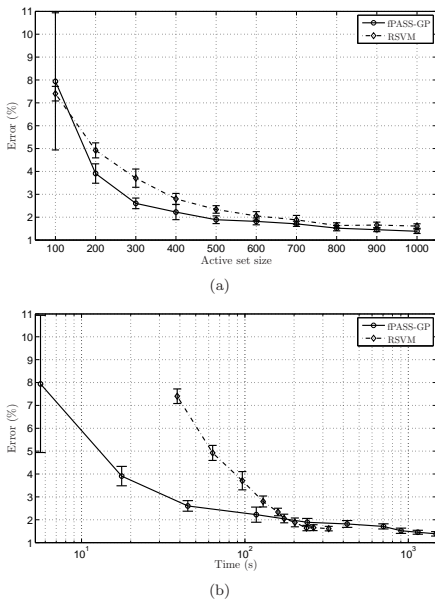 11
10
9
8
7
6
5
4
3
2
1
Error (%)
fPASS-GP
RSVM
100 200 300 400 500 600 700 800 900 1000
Active set size
(a)
11
10
9
8
7
6
5
4
3
2
1
Error (%)
fPASS-GP
RSVM
10¹ 10² 10³
Time (s)
(b)